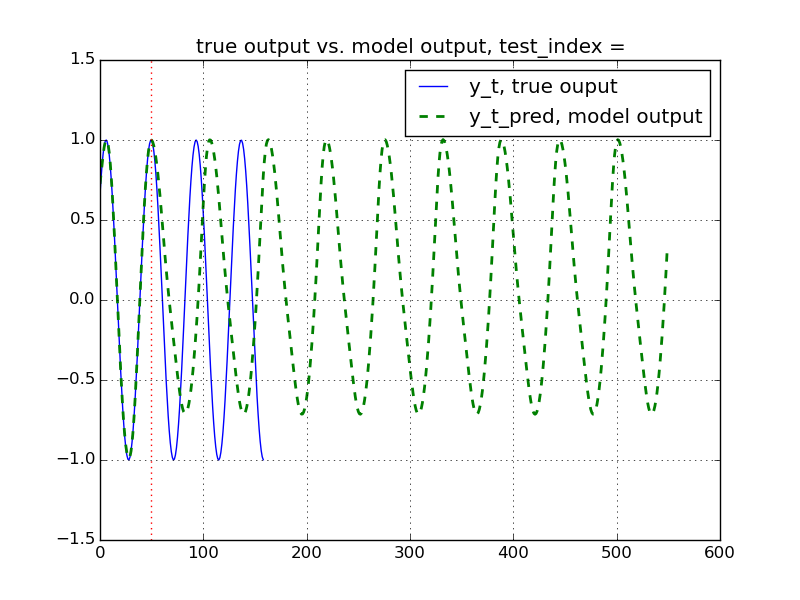 true output vs. model output, test_index =
y_t, true ouput
y_t_pred, model output
1.5
1.0
0.5
0.0
−0.5
−1.0
−1.5
0 100 200 300 400 500 600